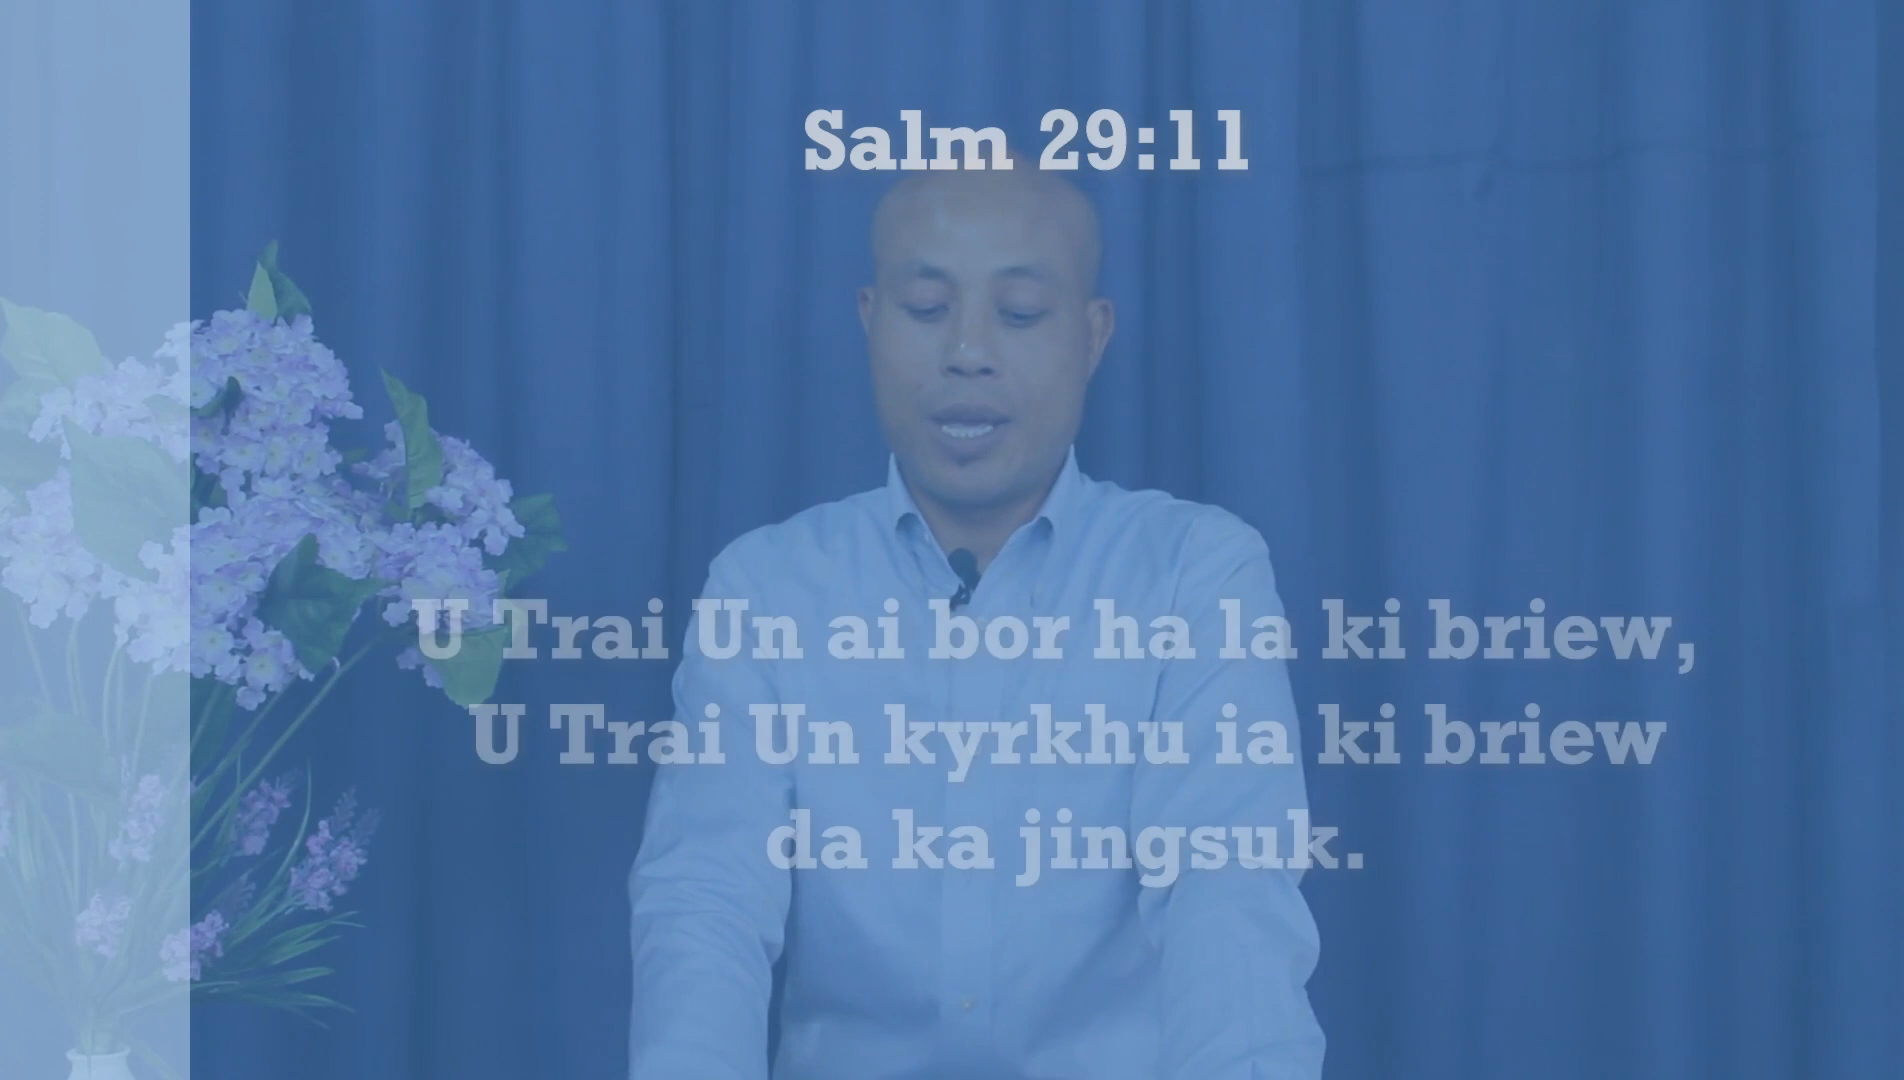 Salm 29:11
U Trai Un ai bor ha la ki briew,
U Trai Un kyrkhu ia ki briew
da ka jingsuk.